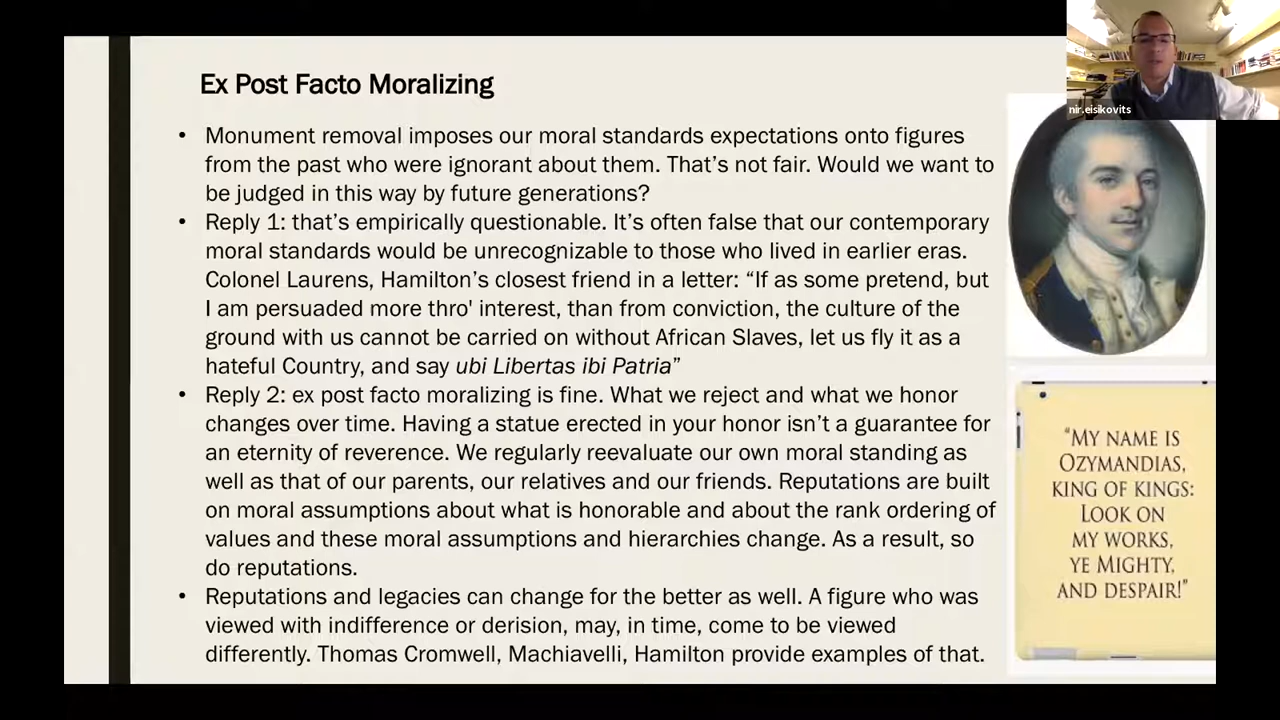 Ex Post Facto Moralizing
• Monument removal imposes our moral standards expectations onto figures
from the past who were ignorant about them. That's not fair. Would we want to
be judged in this way by future generations?
• Reply 1: that's empirically questionable. It's often false that our contemporary
moral standards would be unrecognizable to those who lived in earlier eras.
Colonel Laurens, Hamilton's closest friend in a letter: “If as some pretend, but
I am persuaded more thro' interest, than from conviction, the culture of the
ground with us cannot be carried on without African Slaves, let us fly it as a
hateful Country, and say ubi Libertas ibi Patria”
• Reply 2: ex post facto moralizing is fine. What we reject and what we honor
changes over time. Having a statue erected in your honor isn't a guarantee for
an eternity of reverence. We regularly reevaluate our own moral standing as
well as that of our parents, our relatives and our friends. Reputations are built
on moral assumptions about what is honorable and about the rank ordering of
values and these moral assumptions and hierarchies change. As a result, so
do reputations.
• Reputations and legacies can change for the better as well. A figure who was
viewed with indifference or derision, may, in time, come to be viewed
differently. Thomas Cromwell, Machiavelli, Hamilton provide examples of that.
nir.eisikovits
“MY NAME IS
OZYMANDIAS,
KING OF KINGS:
LOOK ON
MY WORKS,
YE MIGHTY,
AND DESPAIR!”